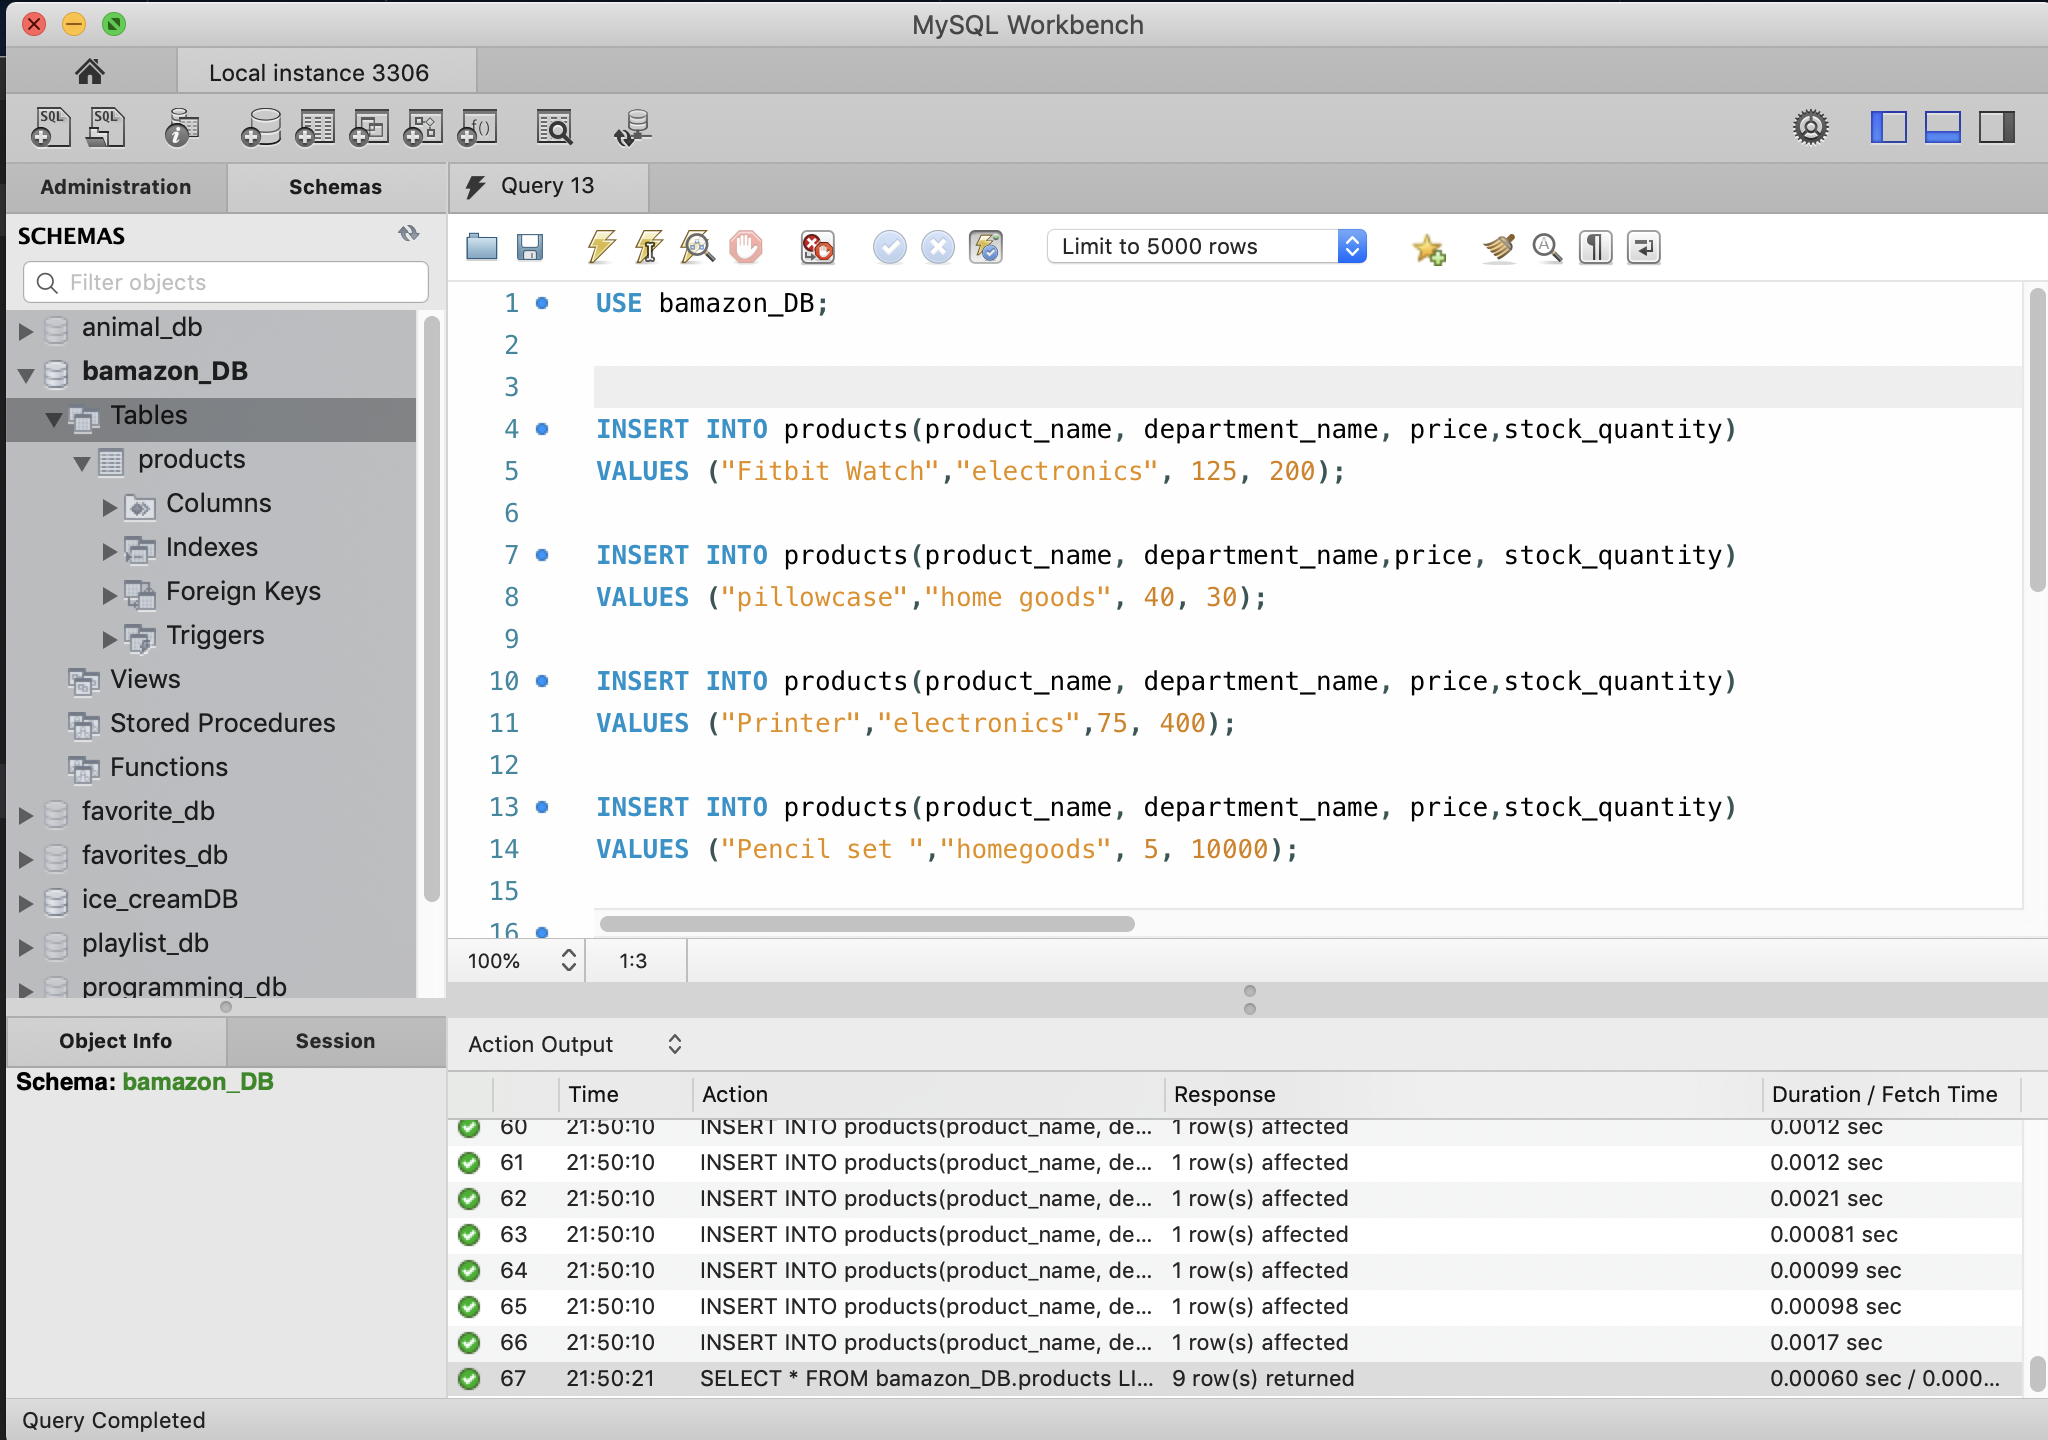 MySQL Workbench
Local instance 3306
SQL SQL
Administration Schemas
Query 13
SCHEMAS
Filter objects
animal_db
bamazon_DB
Tables
products
Columns
Indexes
Foreign Keys
Triggers
Views
Stored Procedures
Functions
favorite_db
favorites_db
ice_creamDB
playlist_db
programming_db
Limit to 5000 rows
1 USE bamazon_DB;
2
3
4 INSERT INTO products(product_name, department_name, price,stock_quantity)
5 VALUES ("Fitbit Watch","electronics", 125, 200);
6
7 INSERT INTO products(product_name, department_name,price, stock_quantity)
8 VALUES ("pillowcase","home goods", 40, 30);
9
10 INSERT INTO products(product_name, department_name, price,stock_quantity)
11 VALUES ("Printer","electronics",75, 400);
12
13 INSERT INTO products(product_name, department_name, price,stock_quantity)
14 VALUES ("Pencil set ","homegoods", 5, 10000);
15
16
100% 1:3
Object Info Session
Schema: bamazon_DB
Action Output
Time Action Response Duration / Fetch Time
60 21:50:10 INSERT INTO products(product_name, de... 1 row(s) affected 0.0012 sec
61 21:50:10 INSERT INTO products(product_name, de... 1 row(s) affected 0.0012 sec
62 21:50:10 INSERT INTO products(product_name, de... 1 row(s) affected 0.0021 sec
63 21:50:10 INSERT INTO products(product_name, de... 1 row(s) affected 0.00081 sec
64 21:50:10 INSERT INTO products(product_name, de... 1 row(s) affected 0.00099 sec
65 21:50:10 INSERT INTO products(product_name, de... 1 row(s) affected 0.00098 sec
66 21:50:10 INSERT INTO products(product_name, de... 1 row(s) affected 0.0017 sec
67 21:50:21 SELECT * FROM bamazon_DB.products LI... 9 row(s) returned 0.00060 sec / 0.000...
Query Completed